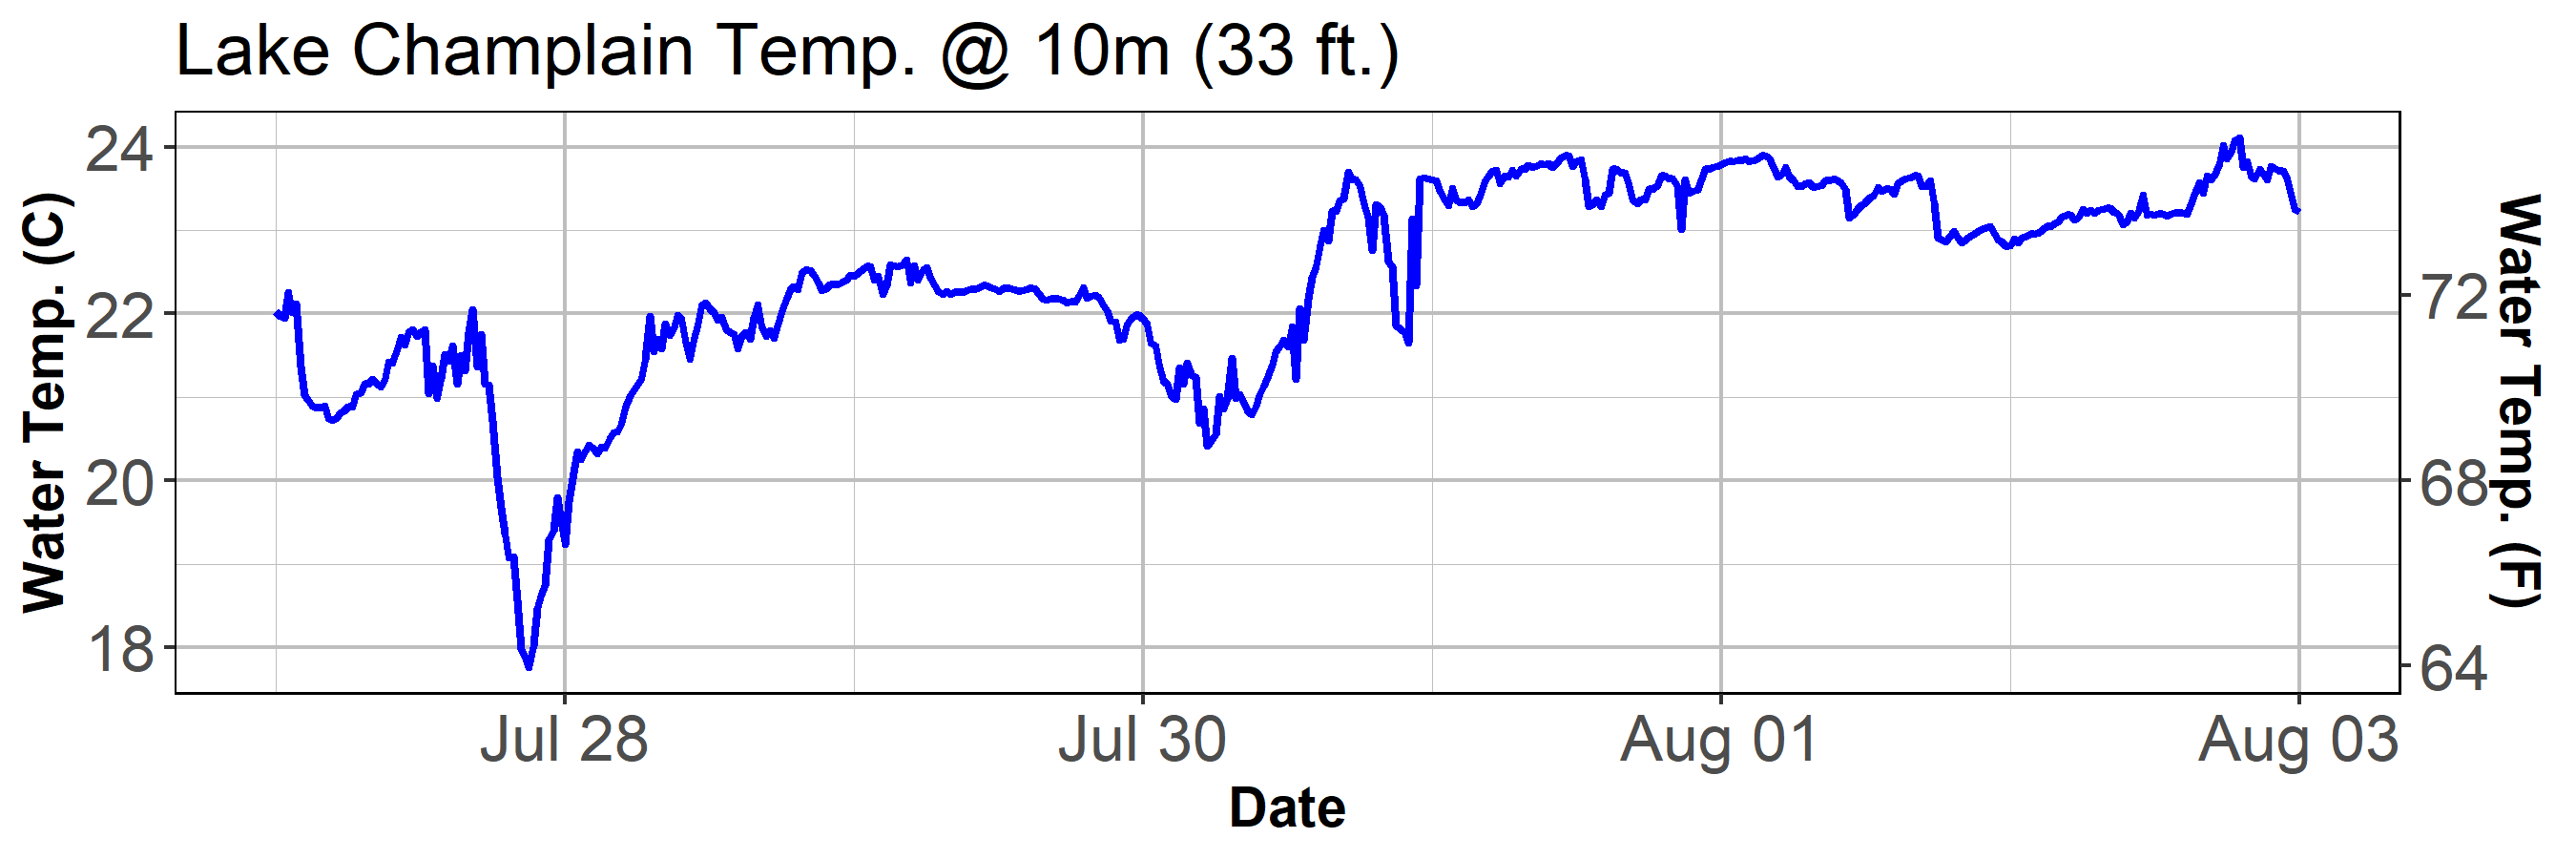 Lake Champlain Temp. @ 10m (33 ft.)
Water Temp. (C)
24
22
20
18
72
68
64
Water Temp. (F)
Jul 28
Jul 30
Aug 01
Aug 03
Date